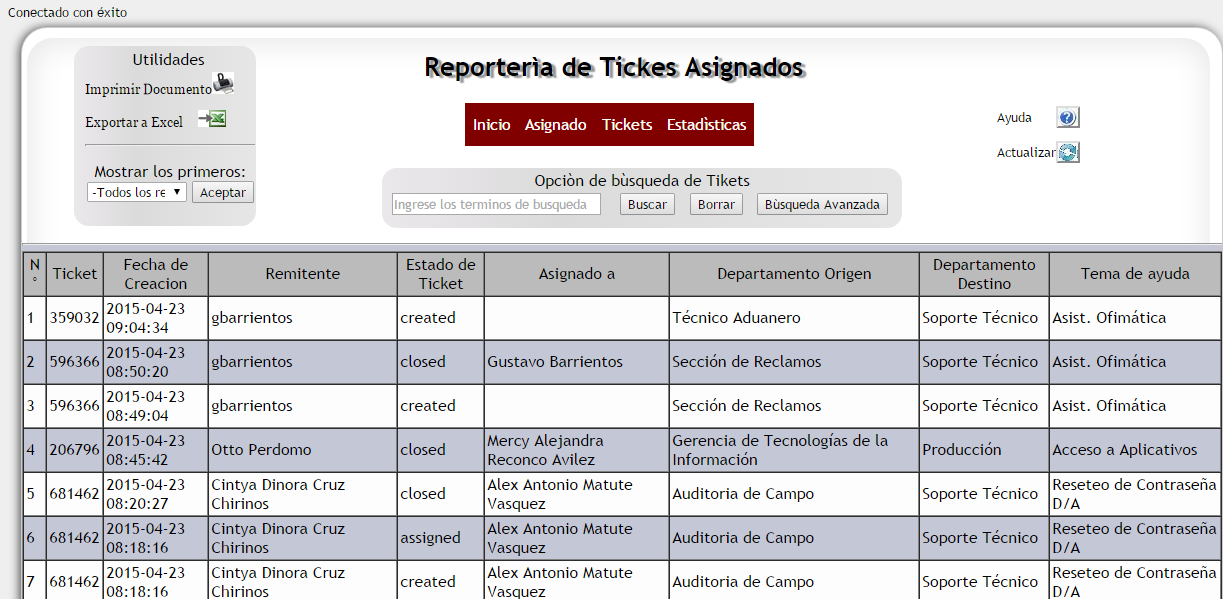 Conectado con éxito
Utilidades
Imprimir Documento
Exportar a Excel
Mostrar los primeros:
-Todos los re
Aceptar
Reporterìa de Tickes Asignados
Inicio Asignado Tickets Estadìsticas
Ayuda
Actualizar
Opciòn de bùsqueda de Tikets
Ingrese los terminos de busqueda Buscar Borrar Bùsqueda Avanzada
N° Ticket Fecha de Creacion Remitente Estado de Ticket Asignado a Departamento Origen Departamento Destino Tema de ayuda
1 359032 2015-04-23 09:04:34 gbarrientos created Técnico Aduanero Soporte Técnico Asist. Ofimática
2 596366 2015-04-23 08:50:20 gbarrientos closed Gustavo Barrientos Sección de Reclamos Soporte Técnico Asist. Ofimática
3 596366 2015-04-23 08:49:04 gbarrientos created Sección de Reclamos Soporte Técnico Asist. Ofimática
4 206796 2015-04-23 08:45:42 Otto Perdomo closed Mercy Alejandra Reconco Avilez Gerencia de Tecnologías de la Información Producción Acceso a Aplicativos
5 681462 2015-04-23 08:20:27 Cintya Dinora Cruz Chirinos closed Alex Antonio Matute Vasquez Auditoria de Campo Soporte Técnico Reseteo de Contraseña D/A
6 681462 2015-04-23 08:18:16 Cintya Dinora Cruz Chirinos assigned Alex Antonio Matute Vasquez Auditoria de Campo Soporte Técnico Reseteo de Contraseña D/A
7 681462 2015-04-23 08:18:16 Cintya Dinora Cruz Chirinos created Alex Antonio Matute Vasquez Auditoria de Campo Soporte Técnico Reseteo de Contraseña D/A